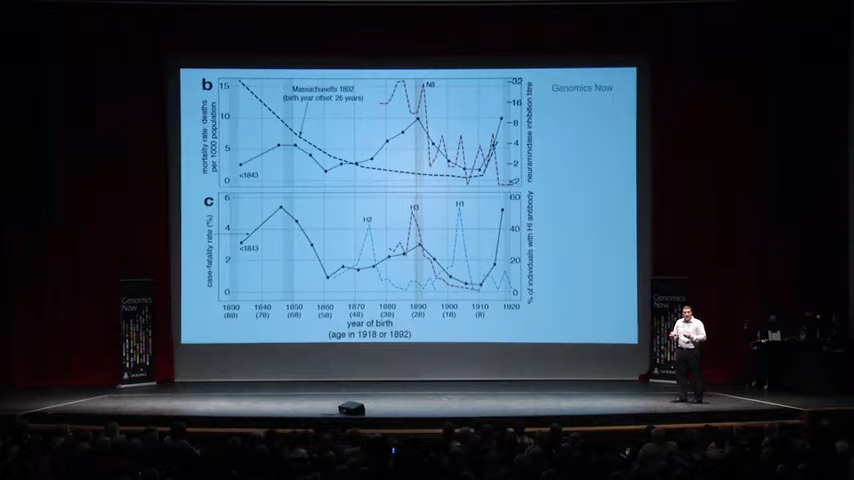 b
Massachusetts 1892
(birth year offset: 26 years)
N8
mortality rate: deaths
per 1000 population
15
10
5
0
<1843
neuraminidase inhibition titre
32
16
8
4
2
<2
Genomics Now
c
case-fatality rate (%)
6
4
2
0
<1843
H2
H3
H1
% of individuals with HI antibody
60
40
20
0
1830 1840 1850 1860 1870 1880 1890 1900 1910 1920
(88) (78) (68) (58) (48) (38) (28) (18) (8)
year of birth
(age in 1918 or 1892)
Genomics
Now
Genomics
Now